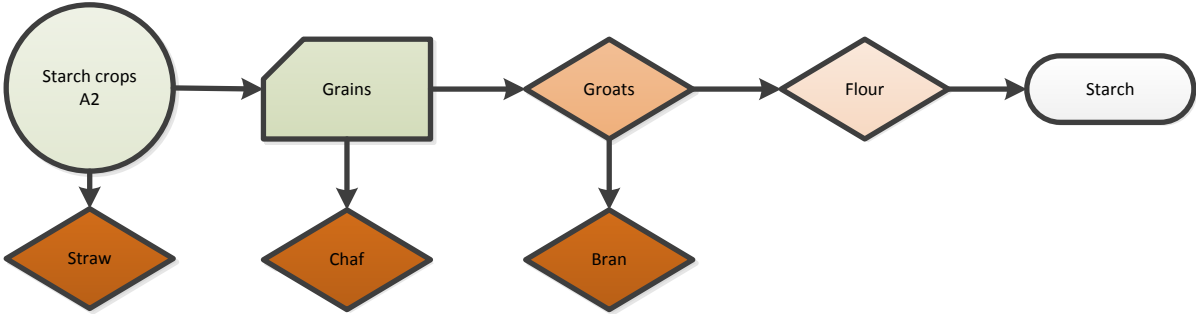 Starch crops
A2
Grains
Groats
Flour
Starch
Straw
Chaf
Bran